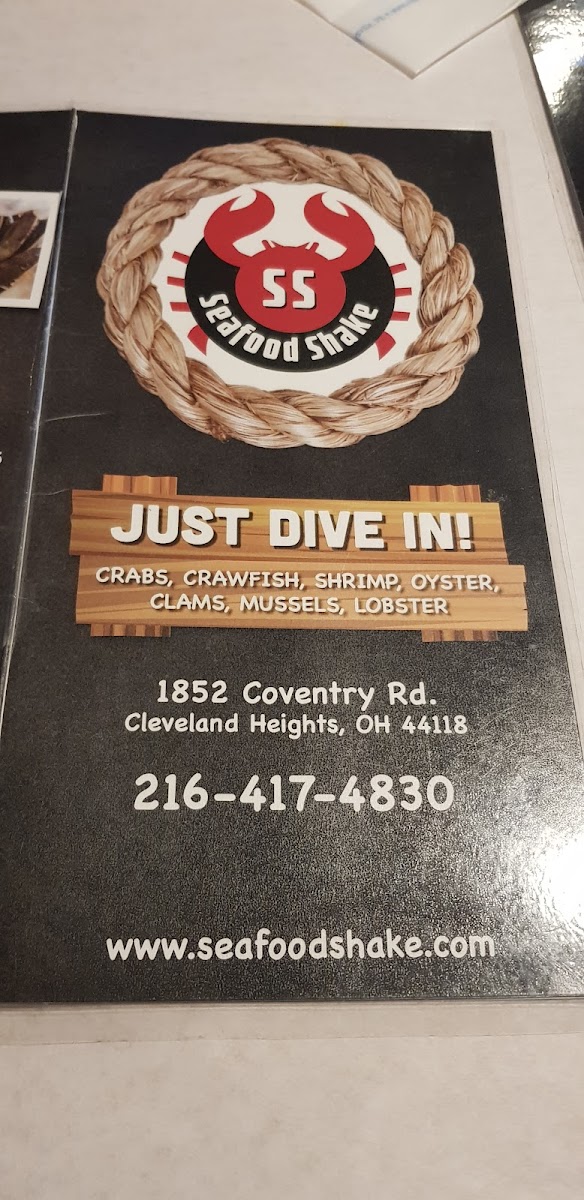 SS
Seafood Shake
JUST DIVE IN!
CRABS, CRAWFISH, SHRIMP, OYSTER,
CLAMS, MUSSELS, LOBSTER
1852 Coventry Rd.
Cleveland Heights, OH 44118
216-417-4830
www.seafoodshake.com